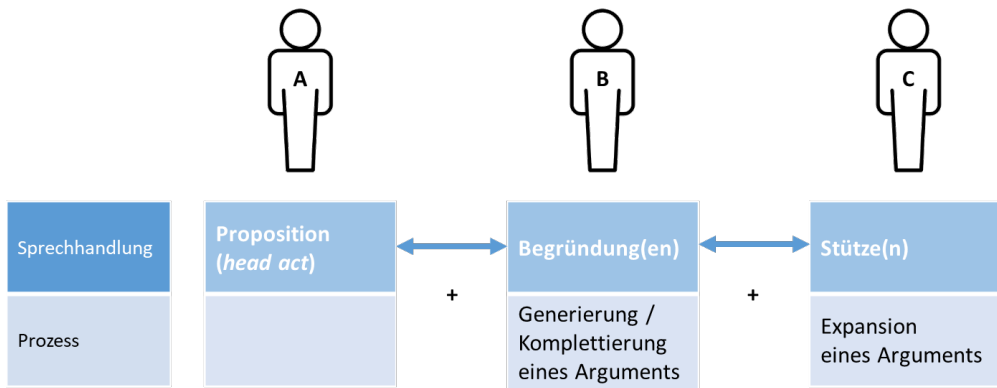 A
B
C
Sprechhandlung
Proposition
(head act)
Begründung(en)
Stütze(n)
+
+
Prozess
Generierung /
Komplettierung
eines Arguments
Expansion
eines Arguments